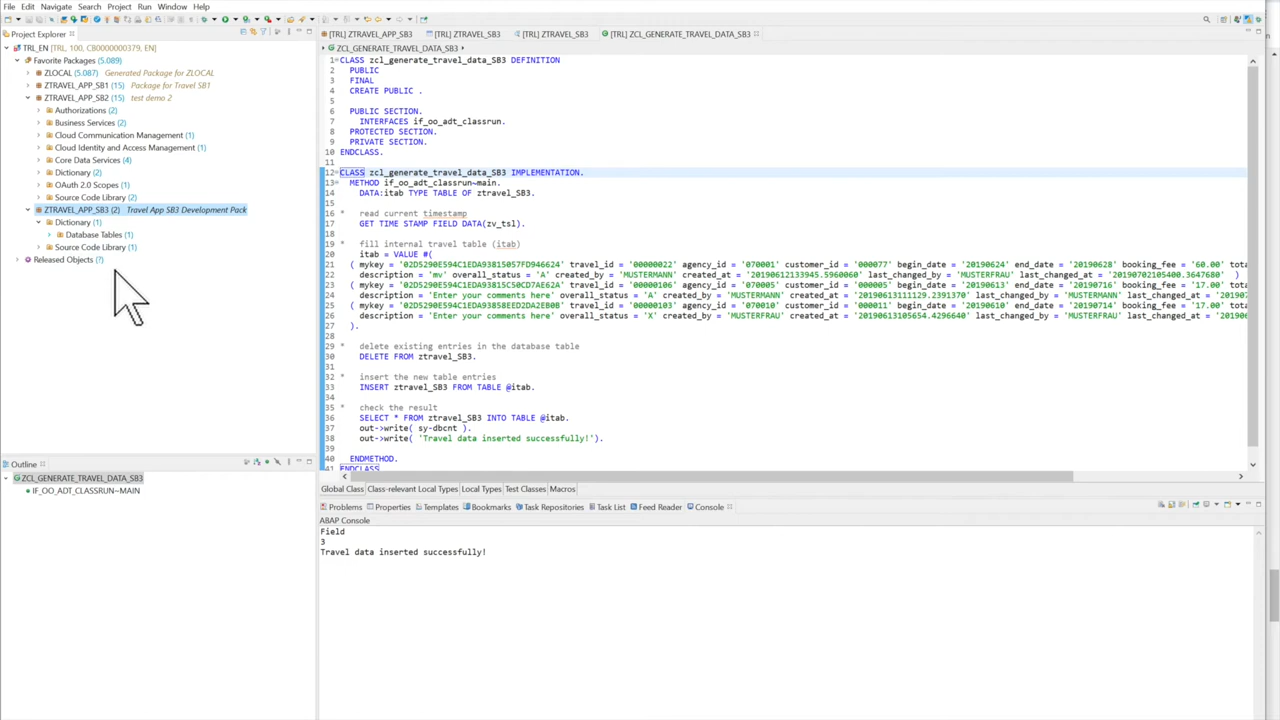 File Edit Navigate Search Project Run Window Help
Project Explorer
TRL_EN [TRL, 100, CB0000000379, EN]
Favorite Packages (5.089)
ZLOCAL (5.087) Generated Package for ZLOCAL
ZTRAVEL_APP_SB1 (15) Package for Travel SB1
ZTRAVEL_APP_SB2 (15) test demo 2
Authorizations (2)
Business Services (2)
Cloud Communication Management (1)
Cloud Identity and Access Management (1)
Core Data Services (4)
Dictionary (2)
OAuth 2.0 Scopes (1)
Source Code Library (2)
ZTRAVEL_APP_SB3 (2) Travel App SB3 Development Pack
Dictionary (1)
Database Tables (1)
Source Code Library (1)
Released Objects (?)
Outline
ZCL_GENERATE_TRAVEL_DATA_SB3
IF_OO_ADT_CLASSRUN~MAIN
[TRL] ZTRAVEL_APP_SB3 [TRL] ZTRAVEL_SB3 [TRL] ZTRAVEL_SB3 [TRL] ZCL_GENERATE_TRAVEL_DATA_SB3
ZCL_GENERATE_TRAVEL_DATA_SB3
1 CLASS zcl_generate_travel_data_SB3 DEFINITION
2 PUBLIC
3 FINAL
4 CREATE PUBLIC .
5
6 PUBLIC SECTION.
7 INTERFACES if_oo_adt_classrun.
8 PROTECTED SECTION.
9 PRIVATE SECTION.
10 ENDCLASS.
11
12 CLASS zcl_generate_travel_data_SB3 IMPLEMENTATION.
13 METHOD if_oo_adt_classrun~main.
14 DATA:itab TYPE TABLE OF ztravel_SB3.
15
16 * read current timestamp
17 GET TIME STAMP FIELD DATA(zv_tsl).
18
19 * fill internal travel table (itab)
20 itab = VALUE #(
21 ( mykey = '02D5290E594C1EDA93815057FD946624' travel_id = '00000022' agency_id = '070001' customer_id = '000077' begin_date = '20190624' end_date = '20190628' booking_fee = '60.00' tota
22 description = 'mv' overall_status = 'A' created_by = 'MUSTERMANN' created_at = '20190612133945.5960060' last_changed_by = 'MUSTERFRAU' last_changed_at = '20190702105400.3647680' )
23 ( mykey = '02D5290E594C1EDA93815C50CD7AE62A' travel_id = '00000106' agency_id = '070005' customer_id = '000005' begin_date = '20190613' end_date = '20190716' booking_fee = '17.00' tota
24 description = 'Enter your comments here' overall_status = 'A' created_by = 'MUSTERMANN' created_at = '20190613111129.2391370' last_changed_by = 'MUSTERMANN' last_changed_at = '201907
25 ( mykey = '02D5290E594C1EDA93858EED2DA2EB0B' travel_id = '00000103' agency_id = '070010' customer_id = '000011' begin_date = '20190610' end_date = '20190714' booking_fee = '17.00' tota
26 description = 'Enter your comments here' overall_status = 'X' created_by = 'MUSTERFRAU' created_at = '20190613105654.4296640' last_changed_by = 'MUSTERFRAU' last_changed_at = '201906
27 ).
28
29 * delete existing entries in the database table
30 DELETE FROM ztravel_SB3.
31
32 * insert the new table entries
33 INSERT ztravel_SB3 FROM TABLE @itab.
34
35 * check the result
36 SELECT * FROM ztravel_SB3 INTO TABLE @itab.
37 out->write( sy-dbcnt ).
38 out->write( 'Travel data inserted successfully!').
39
40 ENDMETHOD.
41 ENDCLASS
Global Class Class-relevant Local Types Local Types Test Classes Macros
Problems Properties Templates Bookmarks Task Repositories Task List Feed Reader Console
ABAP Console
Field
3
Travel data inserted successfully!